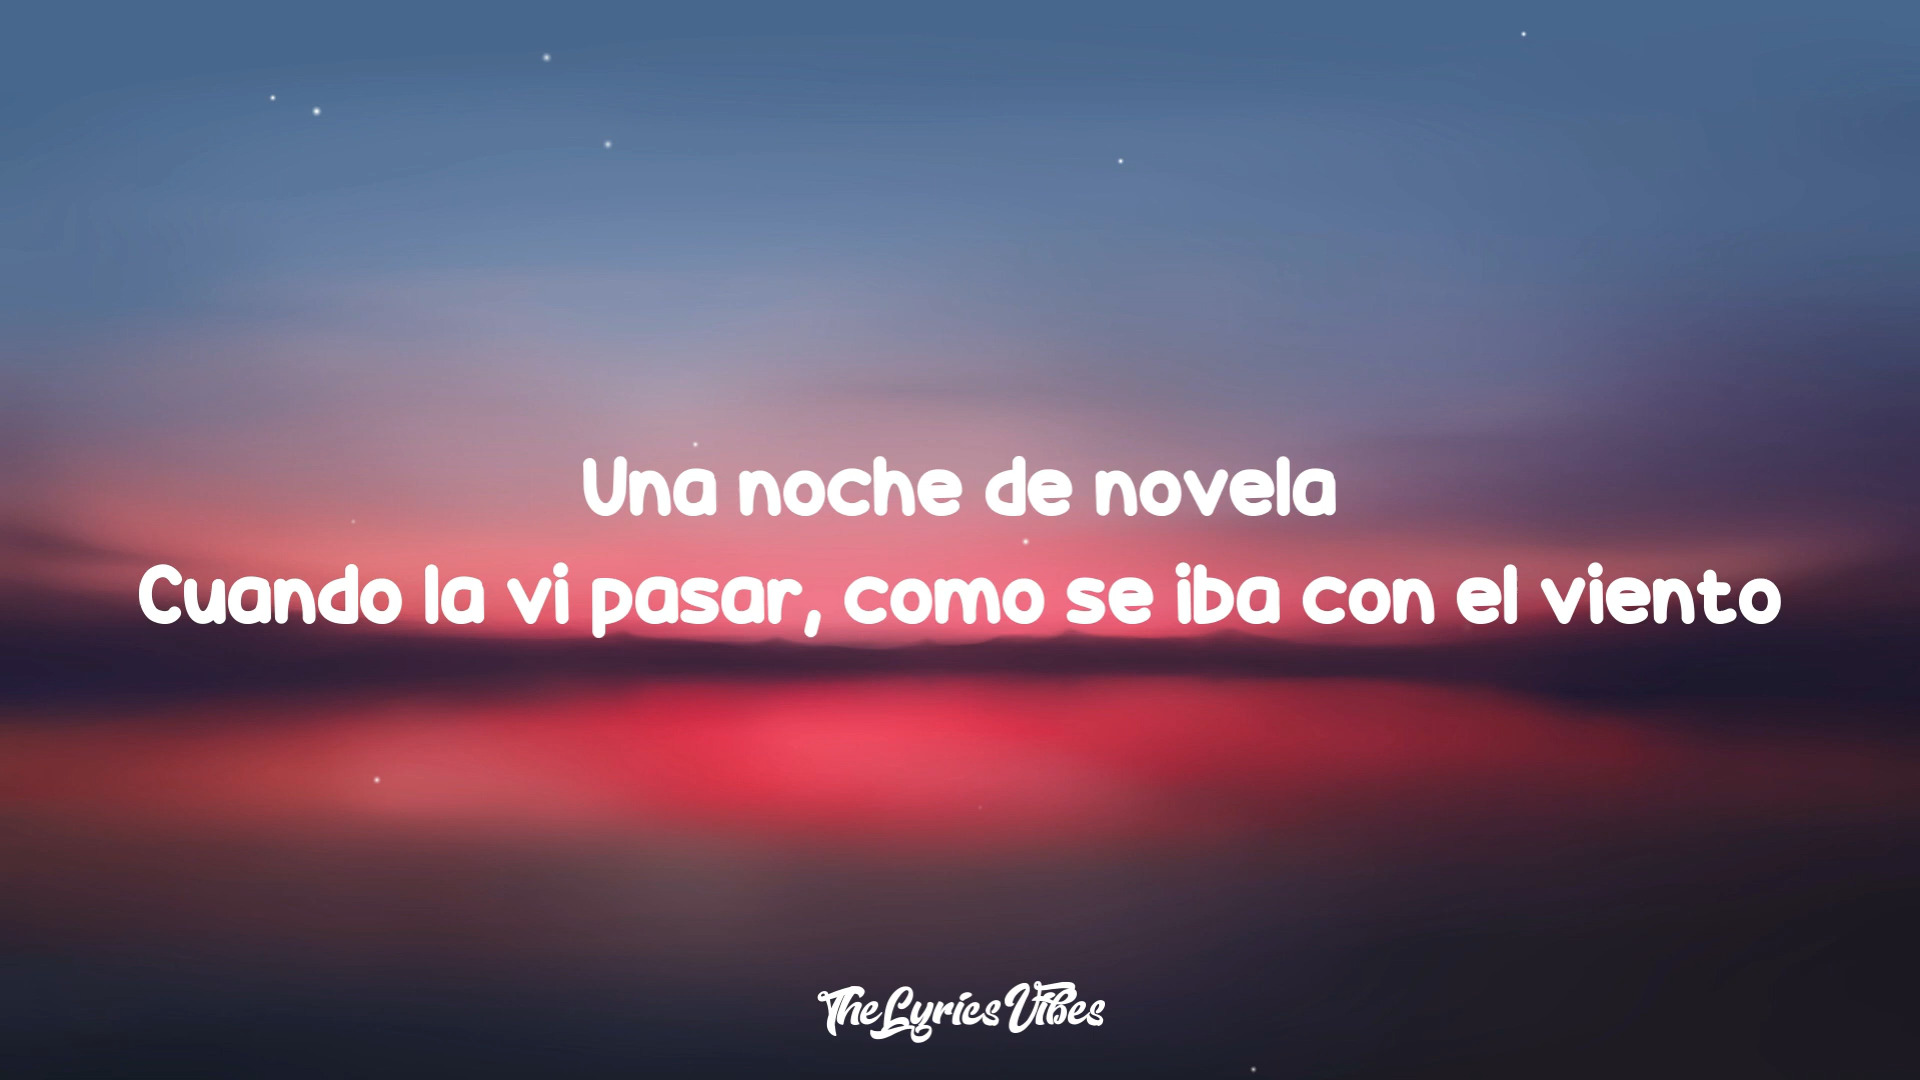 Una noche de novela
Cuando la vi pasar, como se iba con el viento
TheLyricsVibes